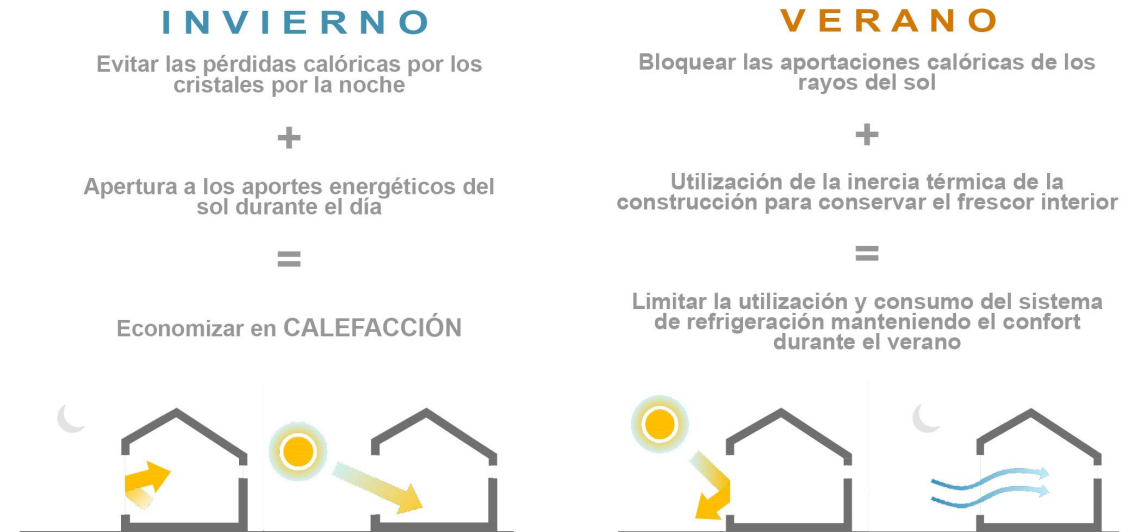 INVIERNO
Evitar las pérdidas calóricas por los
cristales por la noche
+
Apertura a los aportes energéticos del
sol durante el día
=
Economizar en CALEFACCIÓN
VERANO
Bloquear las aportaciones calóricas de los
rayos del sol
+
Utilización de la inercia térmica de la
construcción para conservar el frescor interior
=
Limitar la utilización y consumo del sistema
de refrigeración manteniendo el confort
durante el verano